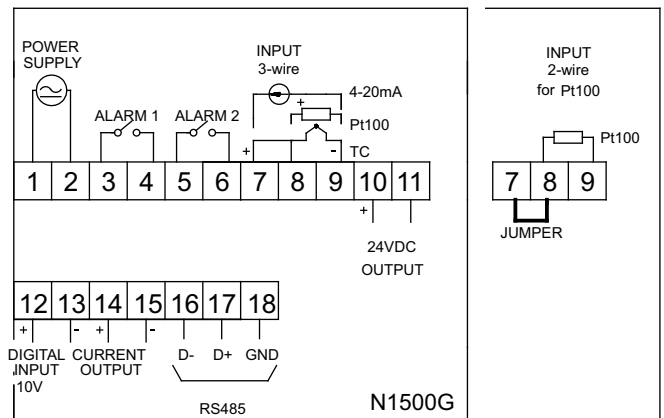 POWER
SUPPLY
ALARM 1
ALARM 2
INPUT
3-wire
4-20mA
+
Pt100
+
- TC
1 2 3 4 5 6 7 8 9 10 11
+
24VDC
OUTPUT
12 13 14 15 16 17 18
+ - + -
DIGITAL
INPUT
10V
CURRENT
OUTPUT
D- D+ GND
RS485
N1500G
INPUT
2-wire
for Pt100
Pt100
7 8 9
JUMPER